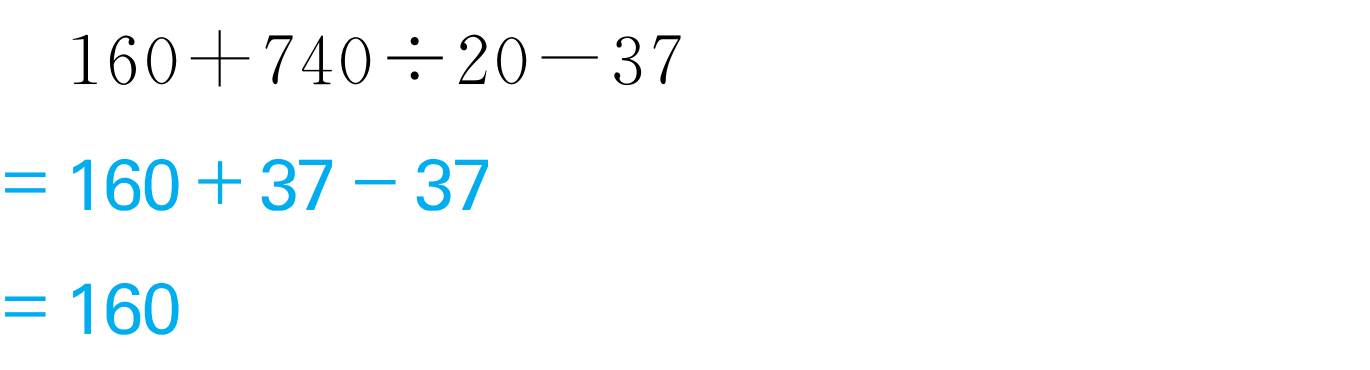 160+740÷20-37
= 160 + 37 - 37
= 160